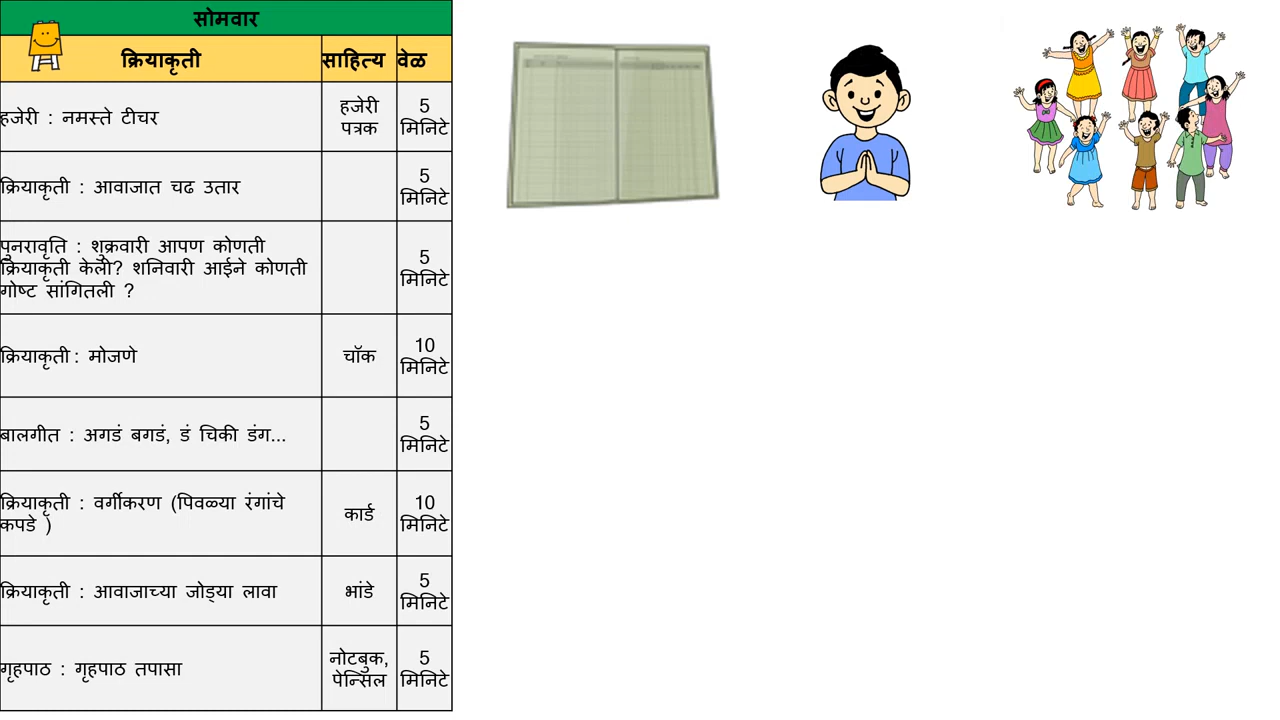 सोमवार
क्रियाकृती साहित्य वेळ
हजेरी : नमस्ते टीचर
हजेरी
पत्रक
5
मिनिटे
क्रियाकृती : आवाजात चढ उतार
5
मिनिटे
पुनरावृति : शुक्रवारी आपण कोणती
क्रियाकृती केली? शनिवारी आईने कोणती
गोष्ट सांगितली ?
5
मिनिटे
क्रियाकृती : मोजणे
चॉक
10
मिनिटे
बालगीत : अगडं बगडं, डं चिकी डंग...
5
मिनिटे
क्रियाकृती : वर्गीकरण (पिवळ्या रंगांचे
कपडे )
कार्ड
10
मिनिटे
क्रियाकृती : आवाजाच्या जोड्या लावा
भांडे
5
मिनिटे
गृहपाठ : गृहपाठ तपासा
नोटबुक,
पेन्सिल
5
मिनिटे